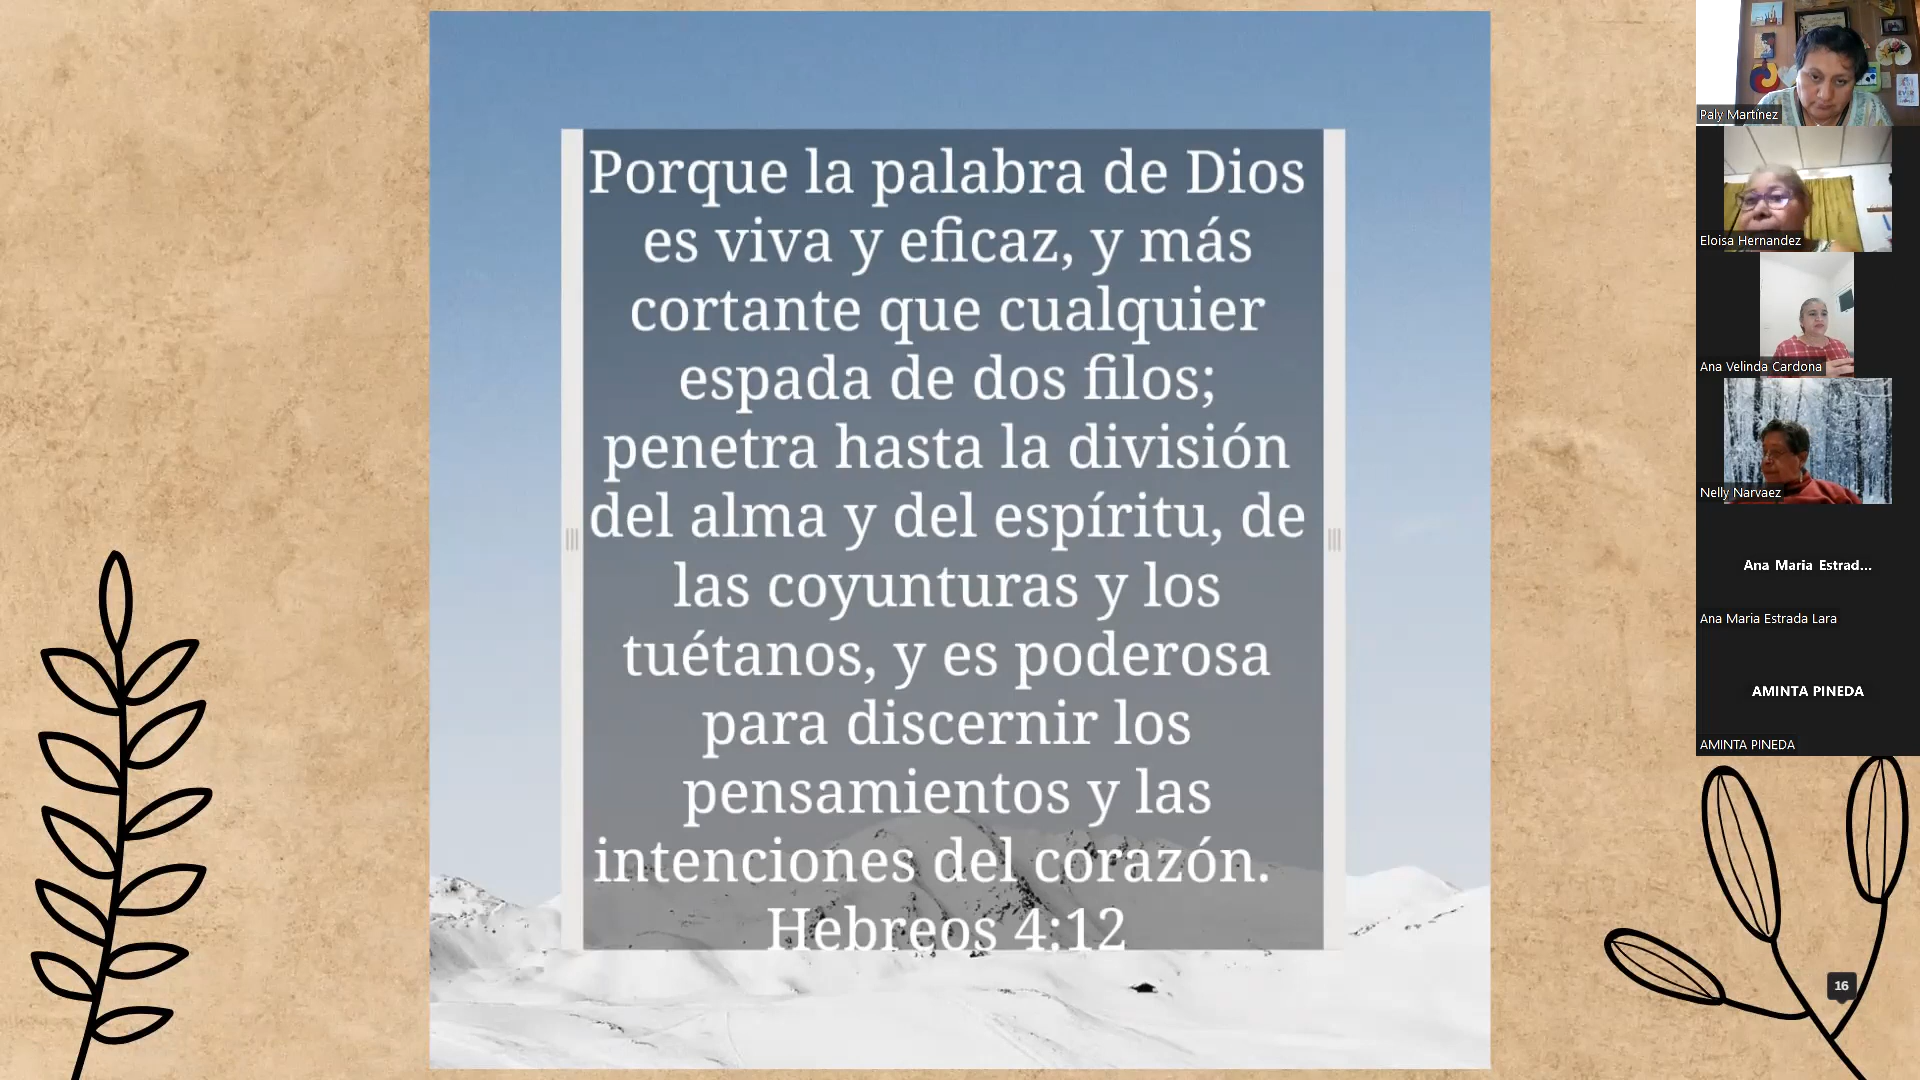 Porque la palabra de Dios
es viva y eficaz, y más
cortante que cualquier
espada de dos filos;
penetra hasta la división
del alma y del espíritu, de
las coyunturas y los
tuétanos, y es poderosa
para discernir los
pensamientos y las
intenciones del corazón.
Hebreos 4:12
Paly Martínez
Eloisa Hernandez
Ana Velinda Cardona
Nelly Narvaez
Ana Maria Estrad...
Ana Maria Estrada Lara
AMINTA PINEDA
AMINTA PINEDA
16